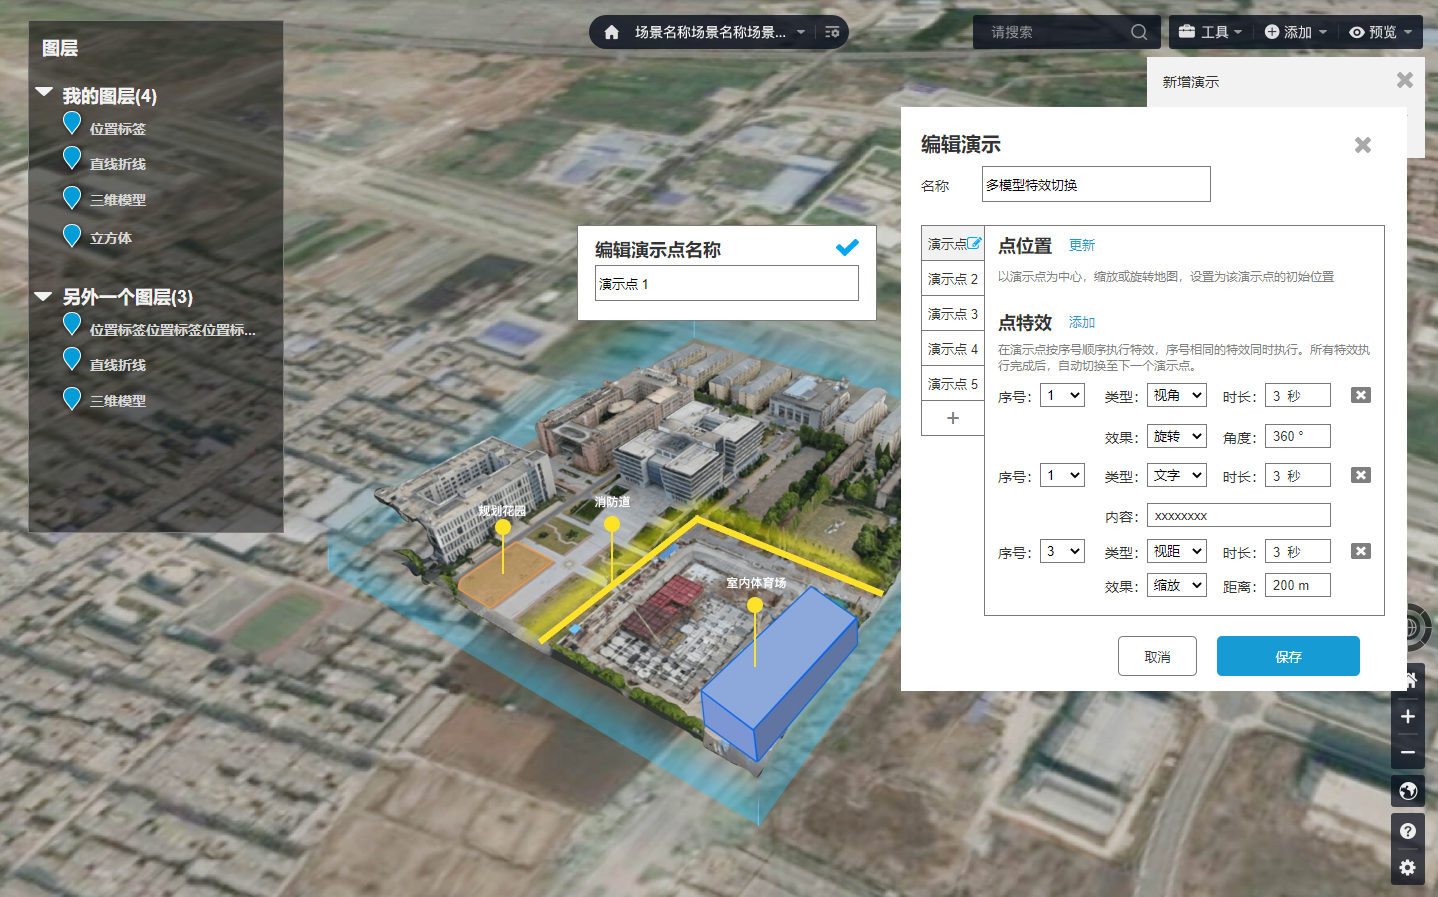 图层
我的图层(4)
位置标签
直线折线
三维模型
立方体
另外一个图层(3)
位置标签位置标签位置标...
直线折线
三维模型
场景名称场景名称场景...
请搜索
工具
添加
预览
新增演示
编辑演示
名称
多模型特效切换
编辑演示点名称
演示点 1
演示点
演示点 2
演示点 3
演示点 4
演示点 5
+
点位置 更新
以演示点为中心，缩放或旋转地图，设置为该演示点的初始位置
点特效 添加
在演示点按序号顺序执行特效，序号相同的特效同时执行。所有特效执
行完成后，自动切换至下一个演示点。
序号： 1 类型： 视角 时长： 3 秒
效果： 旋转 角度： 360 °
序号： 1 类型： 文字 时长： 3 秒
内容： xxxxxxxx
序号： 3 类型： 视距 时长： 3 秒
效果： 缩放 距离： 200 m
取消
保存
规划花园
消防道
室内体育场